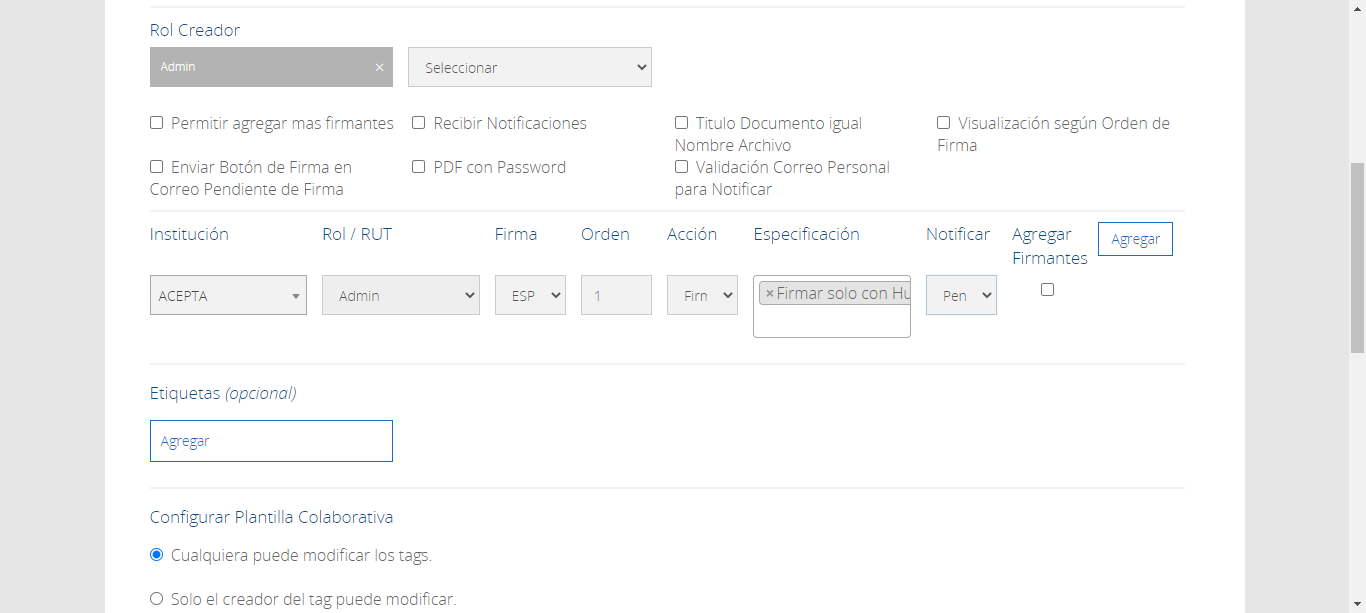 Rol Creador
Admin × Seleccionar
Permitir agregar mas firmantes Recibir Notificaciones Titulo Documento igual Nombre Archivo Visualización según Orden de Firma
Enviar Botón de Firma en Correo Pendiente de Firma PDF con Password Validación Correo Personal para Notificar
Institución Rol / RUT Firma Orden Acción Especificación Notificar Agregar Firmantes Agregar
ACEPTA Admin ESP 1 Firn × Firmar solo con Hu Pen
Etiquetas (opcional)
Agregar
Configurar Plantilla Colaborativa
Cualquiera puede modificar los tags.
Solo el creador del tag puede modificar.